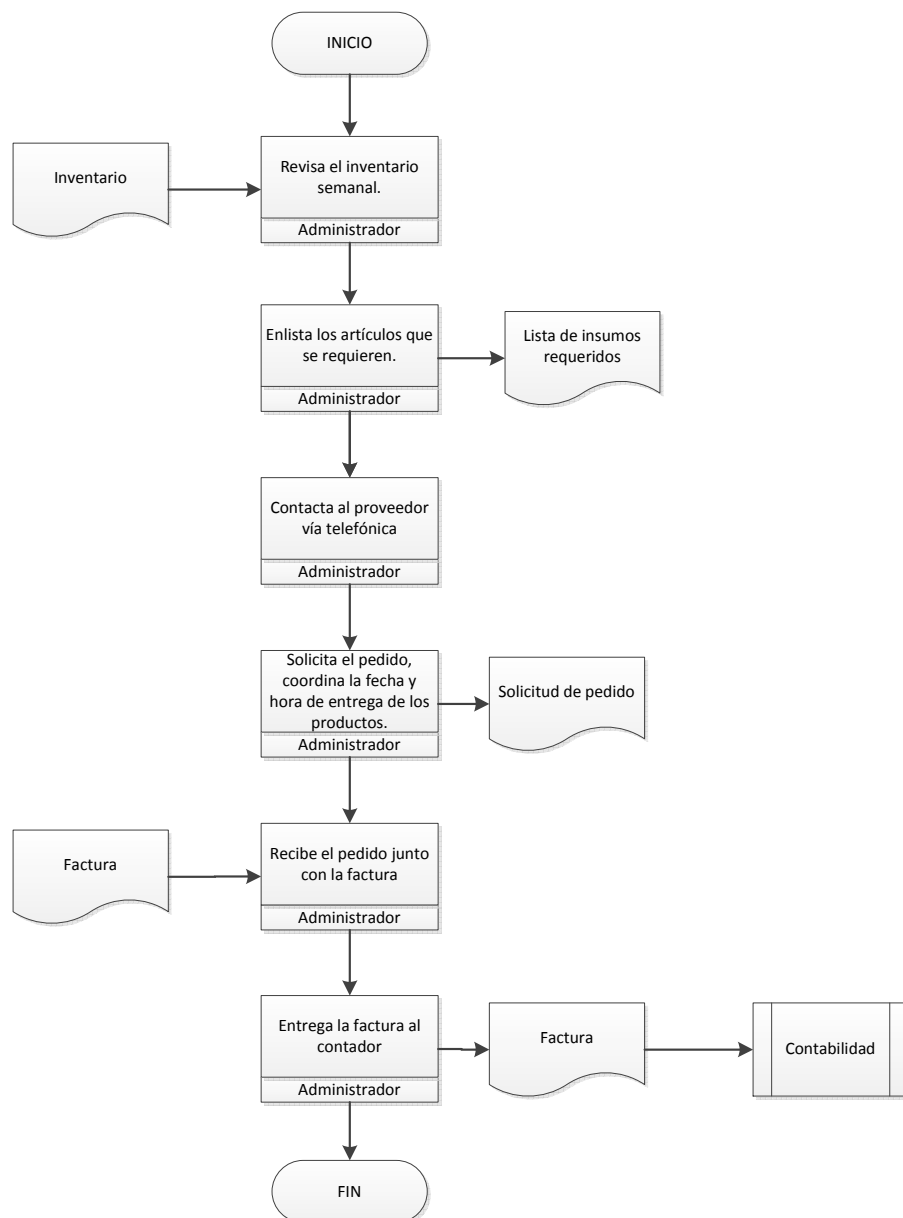 INICIO
Inventario
Revisa el inventario
semanal.
Administrador
Enlista los artículos que
se requieren.
Administrador
Lista de insumos
requeridos
Contacta al proveedor
vía telefónica
Administrador
Solicita el pedido,
coordina la fecha y
hora de entrega de los
productos.
Administrador
Solicitud de pedido
Factura
Recibe el pedido junto
con la factura
Administrador
Entrega la factura al
contador
Administrador
Factura
Contabilidad
FIN